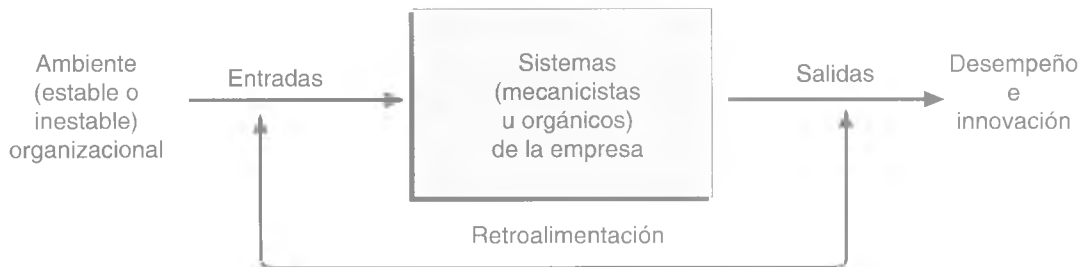 Ambiente
(estable o
inestable)
organizacional
Entradas
Sistemas
(mecanicistas
u orgánicos)
de la empresa
Salidas
Desempeño
e
innovación
Retroalimentación